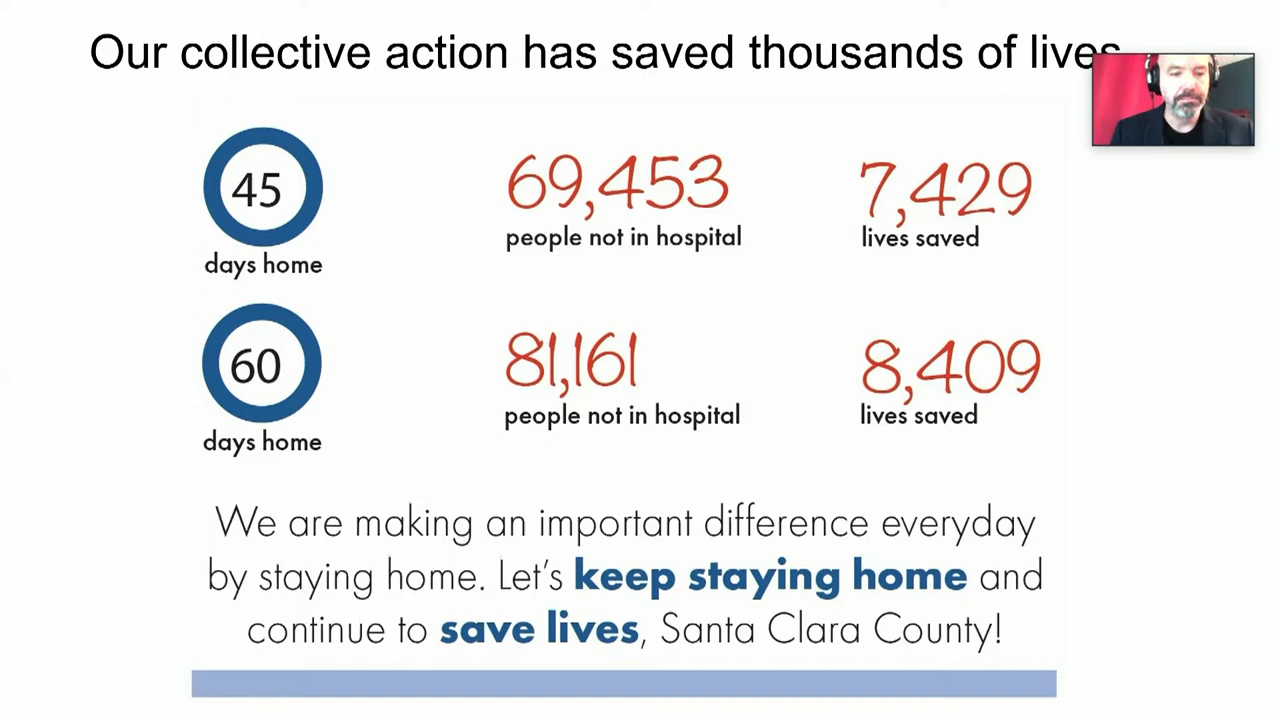 Our collective action has saved thousands of lives
45
days home
69,453
people not in hospital
7,429
lives saved
60
days home
81,161
people not in hospital
8,409
lives saved
We are making an important difference everyday
by staying home. Let's keep staying home and
continue to save lives, Santa Clara County!